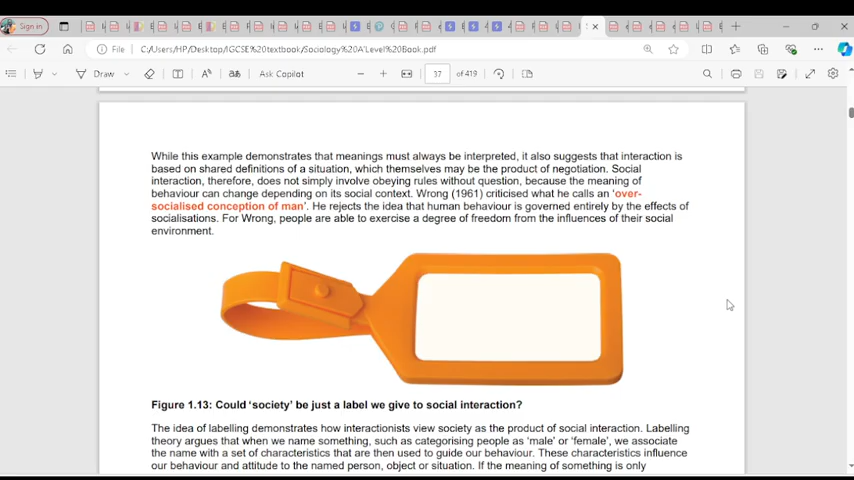 Sign in
File
C:/Users/HP/Desktop/IGCSE%20textbook/Sociology%20A'Level%20Book.pdf
Draw
Ask Copilot
37
of 419
While this example demonstrates that meanings must always be interpreted, it also suggests that interaction is
based on shared definitions of a situation, which themselves may be the product of negotiation. Social
interaction, therefore, does not simply involve obeying rules without question, because the meaning of
behaviour can change depending on its social context. Wrong (1961) criticised what he calls an ‘over-
socialised conception of man’. He rejects the idea that human behaviour is governed entirely by the effects of
socialisations. For Wrong, people are able to exercise a degree of freedom from the influences of their social
environment.
Figure 1.13: Could ‘society’ be just a label we give to social interaction?
The idea of labelling demonstrates how interactionists view society as the product of social interaction. Labelling
theory argues that when we name something, such as categorising people as ‘male’ or ‘female’, we associate
the name with a set of characteristics that are then used to guide our behaviour. These characteristics influence
our behaviour and attitude to the named person, object or situation. If the meaning of something is only